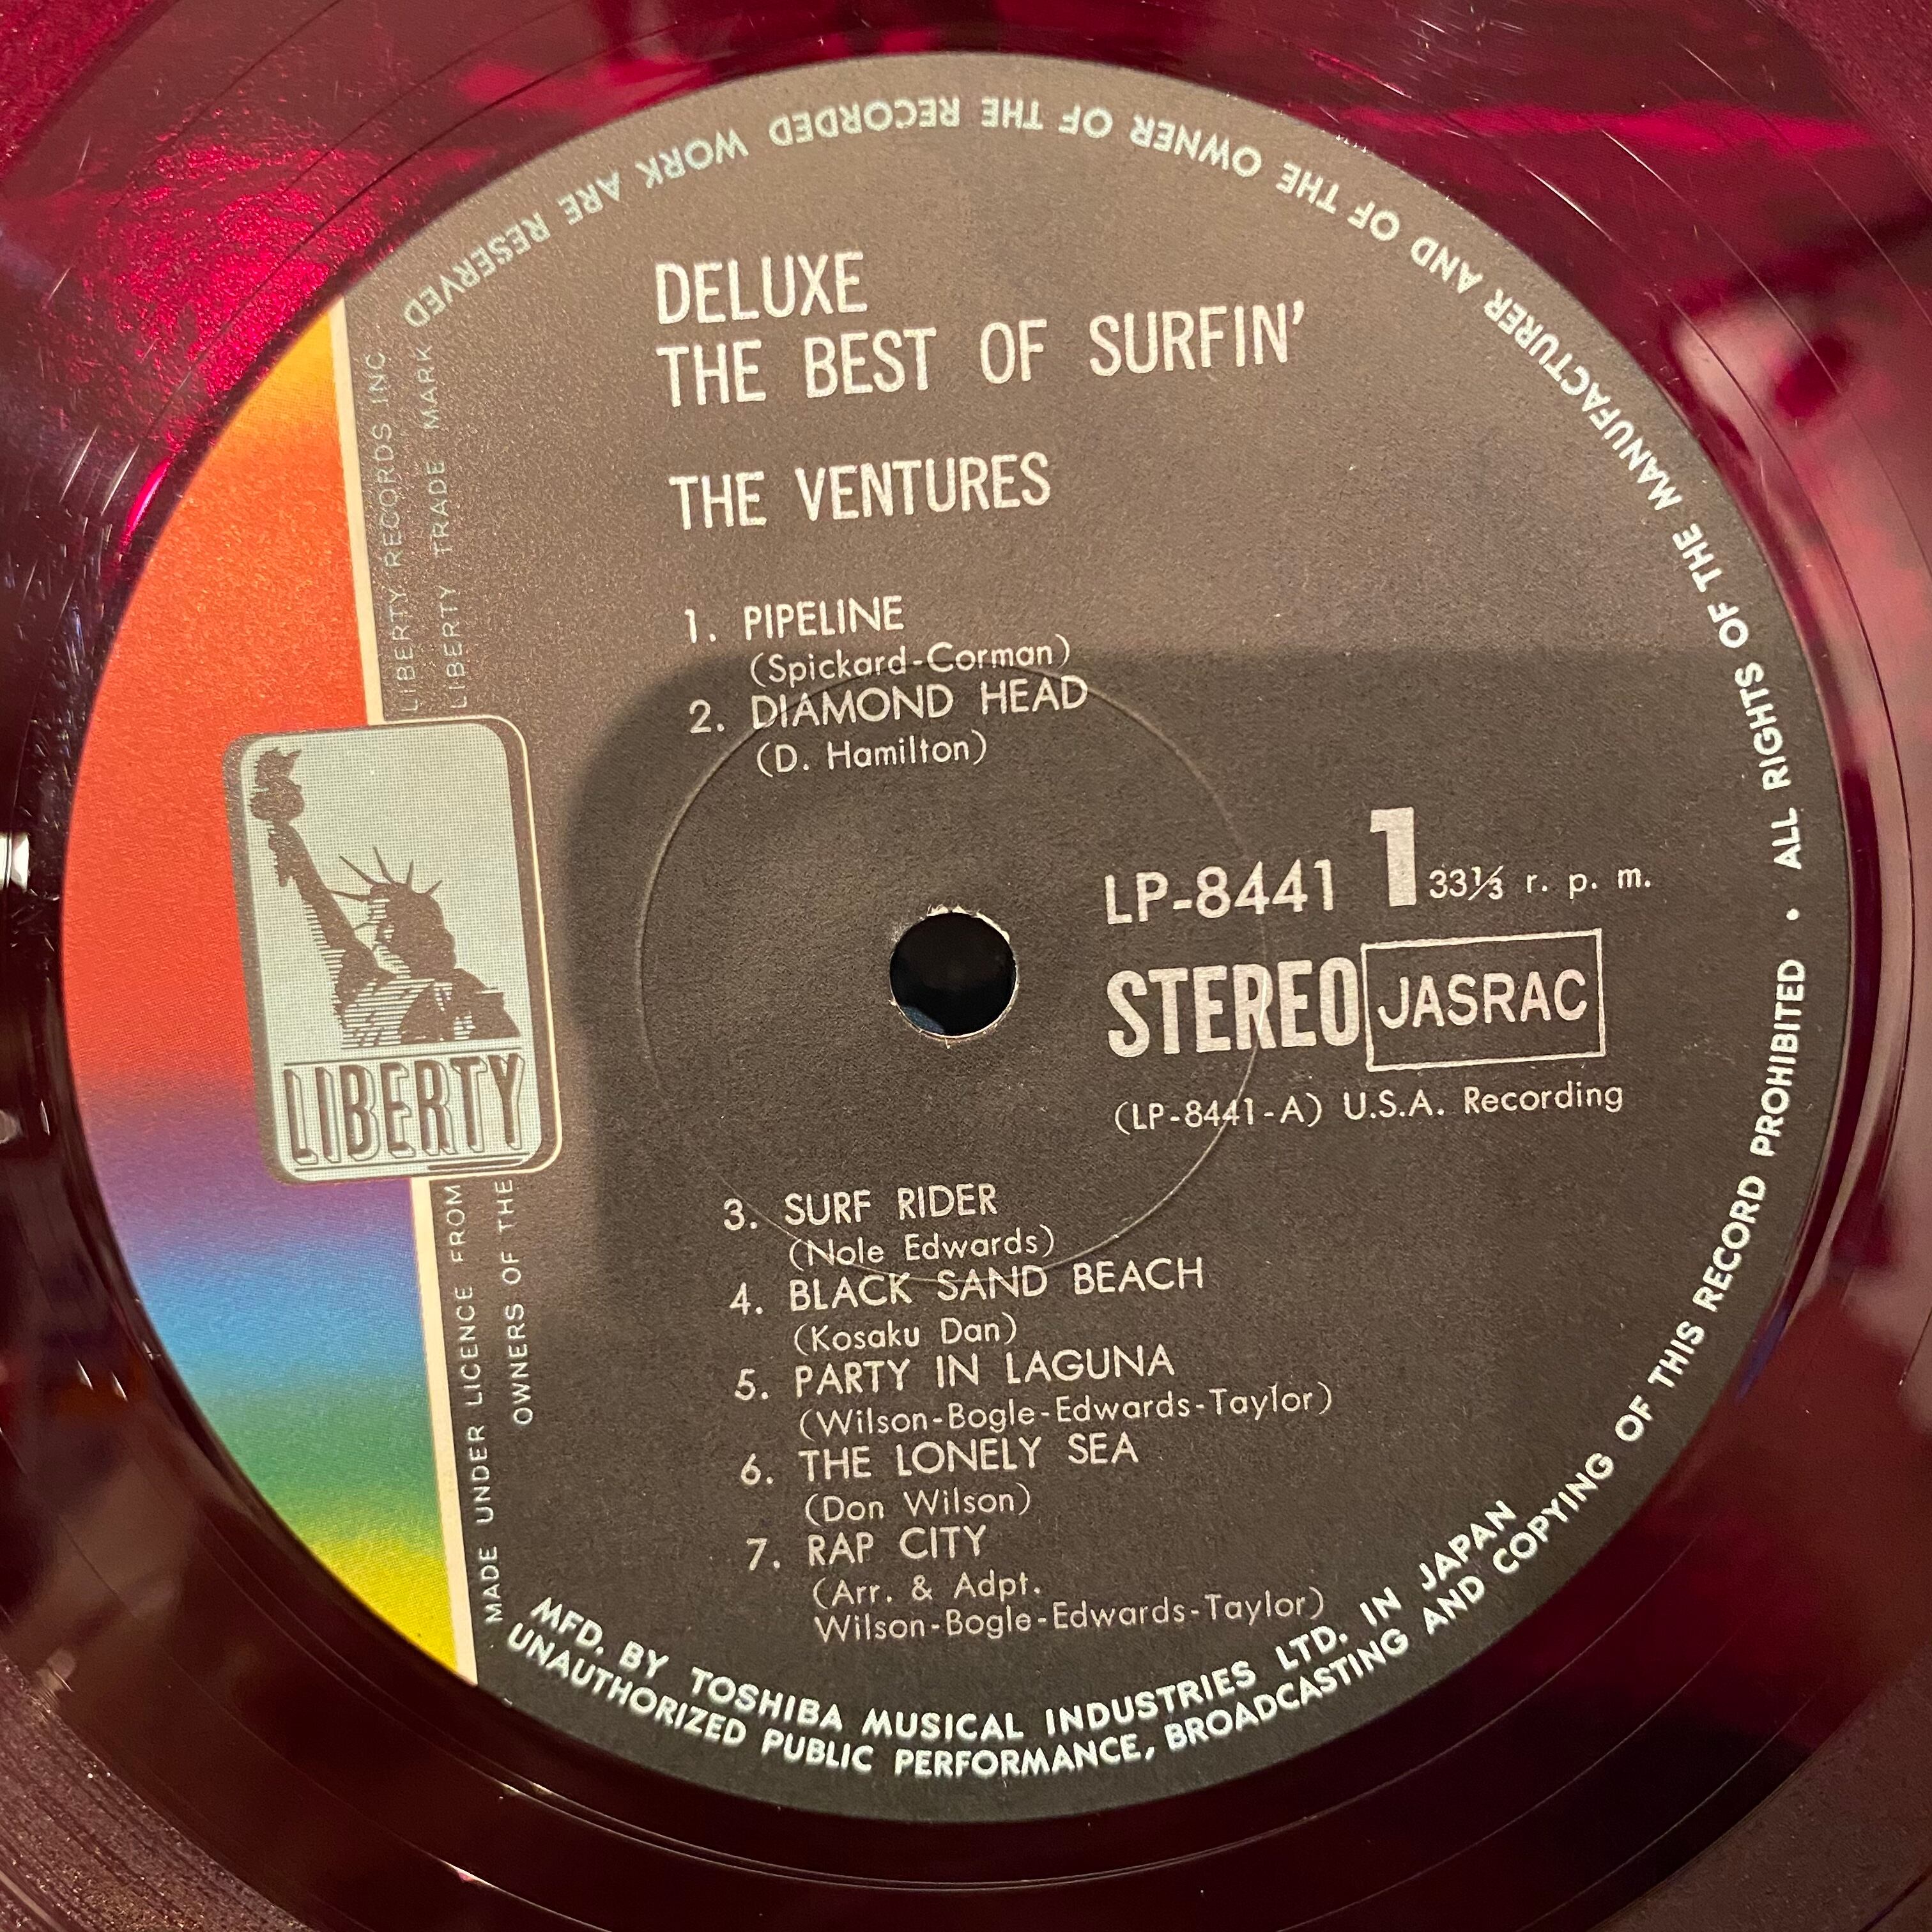 DELUXE
THE BEST OF SURFIN'
THE VENTURES
1. PIPELINE
(Spickard-Corman)
2. DIAMOND HEAD
(D. Hamilton)
LP-8441 1 33⅓ r. p. m.
STEREO JASRAC
(LP-8441-A) U.S.A. Recording
3. SURF RIDER
(Nole Edwards)
4. BLACK SAND BEACH
(Kosaku Dan)
5. PARTY IN LAGUNA
(Wilson-Bogle-Edwards-Taylor)
6. THE LONELY SEA
(Don Wilson)
7. RAP CITY
(Arr. & Adpt.
Wilson-Bogle-Edwards-Taylor)
LIBERTY
MADE UNDER LICENCE FROM LIBERTY RECORDS INC
OWNERS OF THE LIBERTY TRADE MARK
MFD. BY TOSHIBA MUSICAL INDUSTRIES LTD. IN JAPAN
UNAUTHORIZED PUBLIC PERFORMANCE, BROADCASTING AND COPYING OF THIS RECORD PROHIBITED • ALL RIGHTS OF THE MANUFACTURER AND OF THE OWNER OF THE RECORDED WORK ARE RESERVED